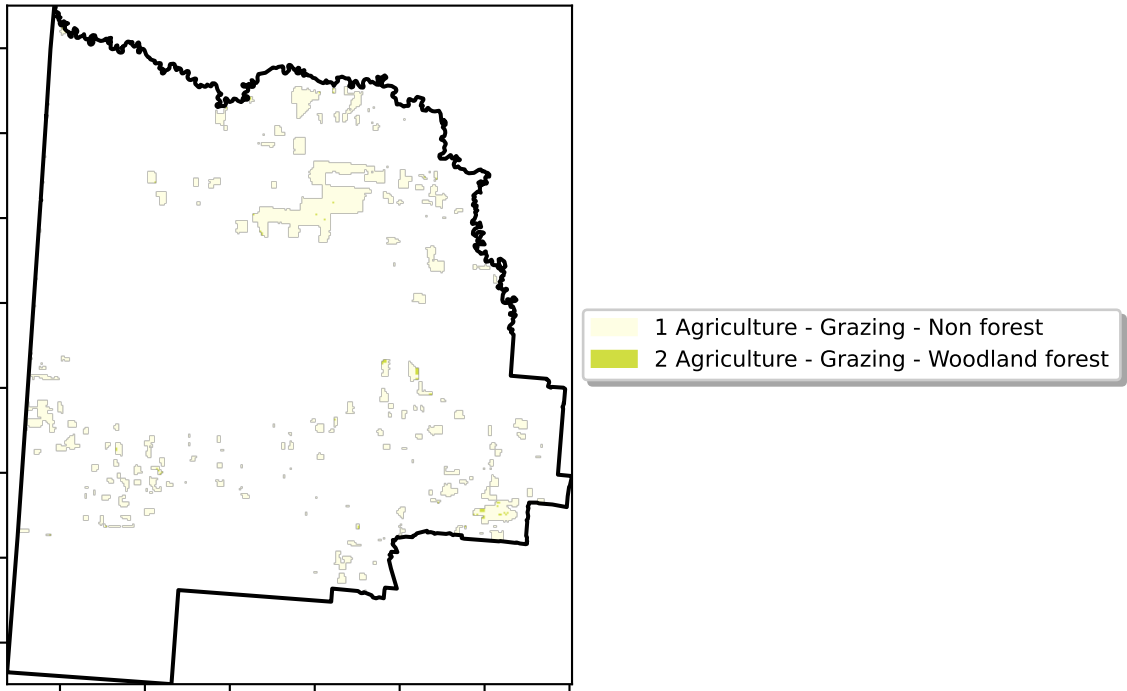 1 Agriculture - Grazing - Non forest
2 Agriculture - Grazing - Woodland forest